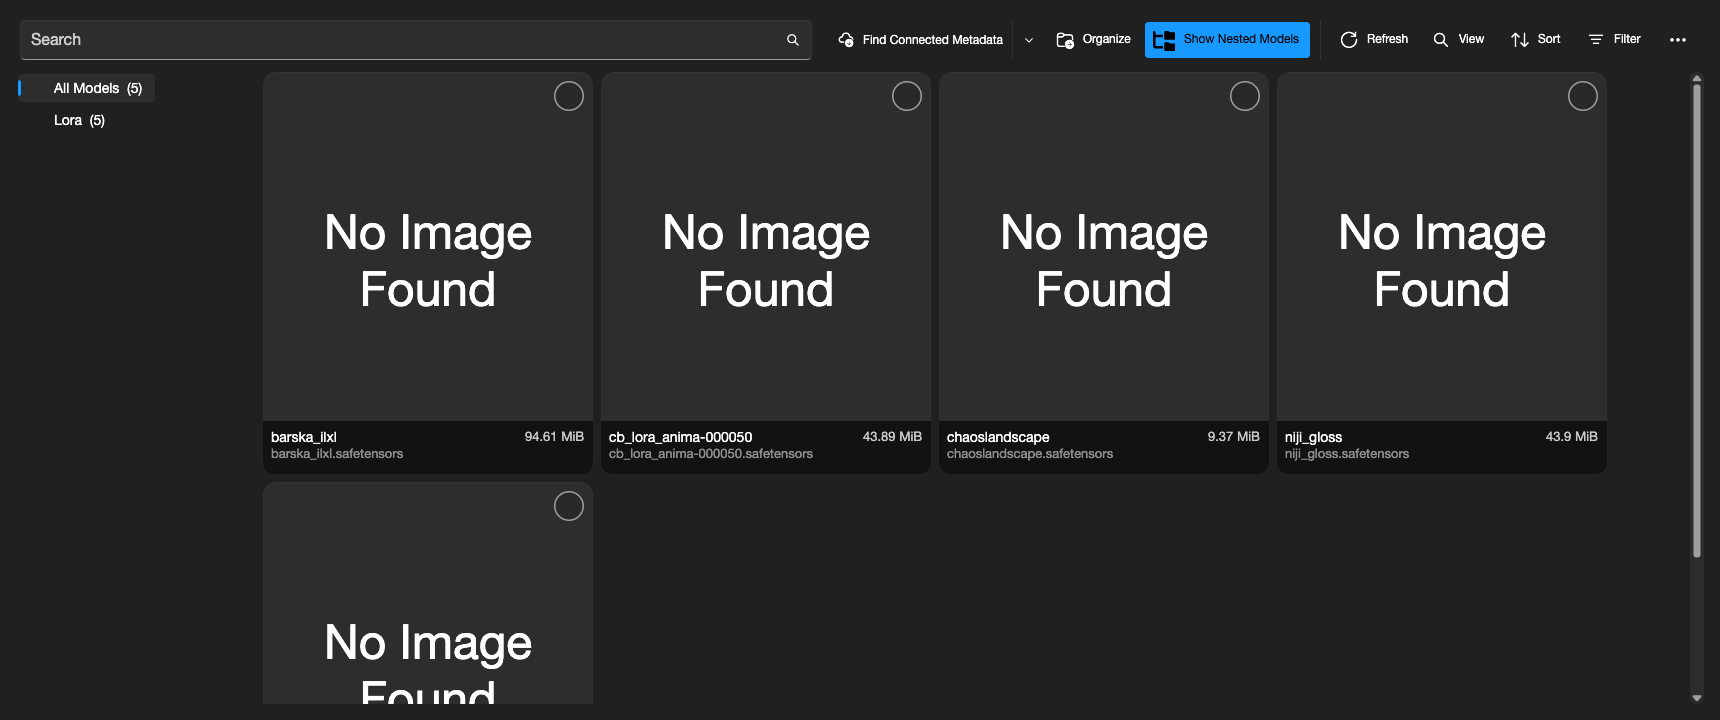 Search
Find Connected Metadata
Organize
Show Nested Models
Refresh
View
Sort
Filter
All Models (5)
Lora (5)
No Image
Found
barska_ilxl
94.61 MiB
barska_ilxl.safetensors
No Image
Found
cb_lora_anima-000050
43.89 MiB
cb_lora_anima-000050.safetensors
No Image
Found
chaoslandscape
9.37 MiB
chaoslandscape.safetensors
No Image
Found
niji_gloss
43.9 MiB
niji_gloss.safetensors
No Image
Found